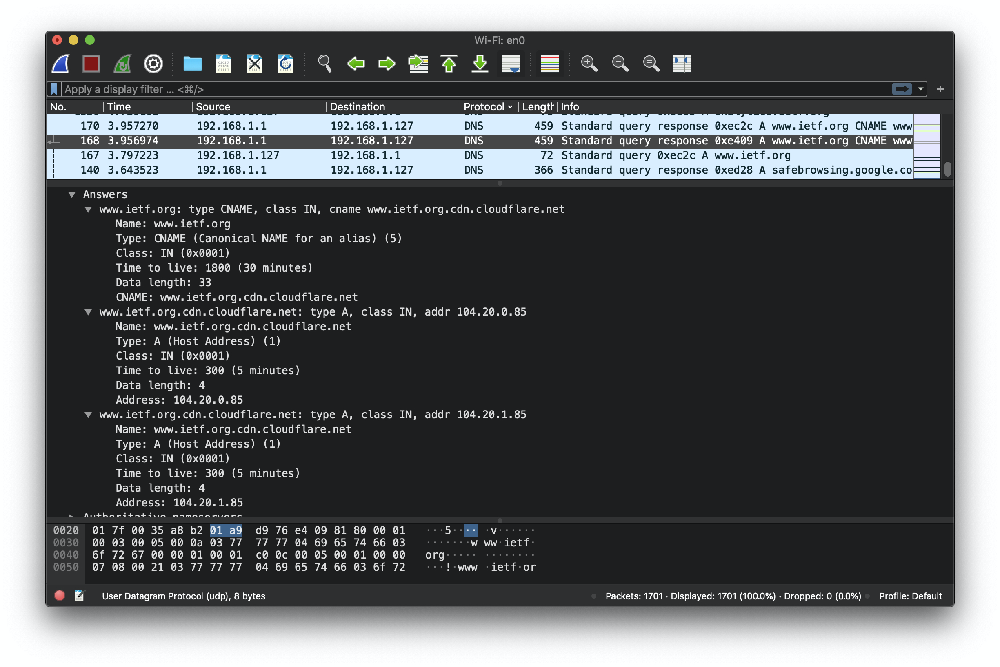 Wi-Fi: en0
Apply a display filter ... <⌘/>
No. Time Source Destination Protocol Length Info
170 3.957270 192.168.1.1 192.168.1.127 DNS 459 Standard query response 0xec2c A www.ietf.org CNAME www
168 3.956974 192.168.1.1 192.168.1.127 DNS 459 Standard query response 0xe409 A www.ietf.org CNAME www
167 3.797223 192.168.1.127 192.168.1.1 DNS 72 Standard query 0xec2c A www.ietf.org
140 3.643523 192.168.1.1 192.168.1.127 DNS 366 Standard query response 0xed28 A safebrowsing.google.co
Answers
www.ietf.org: type CNAME, class IN, cname www.ietf.org.cdn.cloudflare.net
Name: www.ietf.org
Type: CNAME (Canonical NAME for an alias) (5)
Class: IN (0x0001)
Time to live: 1800 (30 minutes)
Data length: 33
CNAME: www.ietf.org.cdn.cloudflare.net
www.ietf.org.cdn.cloudflare.net: type A, class IN, addr 104.20.0.85
Name: www.ietf.org.cdn.cloudflare.net
Type: A (Host Address) (1)
Class: IN (0x0001)
Time to live: 300 (5 minutes)
Data length: 4
Address: 104.20.0.85
www.ietf.org.cdn.cloudflare.net: type A, class IN, addr 104.20.1.85
Name: www.ietf.org.cdn.cloudflare.net
Type: A (Host Address) (1)
Class: IN (0x0001)
Time to live: 300 (5 minutes)
Data length: 4
Address: 104.20.1.85
Authoritative nameservers
0020 01 7f 00 35 a8 b2 01 a9 d9 76 e4 09 81 80 00 01 ···5···· ·v······
0030 00 03 00 05 00 0a 03 77 77 77 04 69 65 74 66 03 ·······w ww·ietf·
0040 6f 72 67 00 00 01 00 01 c0 0c 00 05 00 01 00 00 org····· ········
0050 07 08 00 21 03 77 77 77 04 69 65 74 66 03 6f 72 ···!·www ·ietf·or
User Datagram Protocol (udp), 8 bytes
Packets: 1701 · Displayed: 1701 (100.0%) · Dropped: 0 (0.0%)
Profile: Default